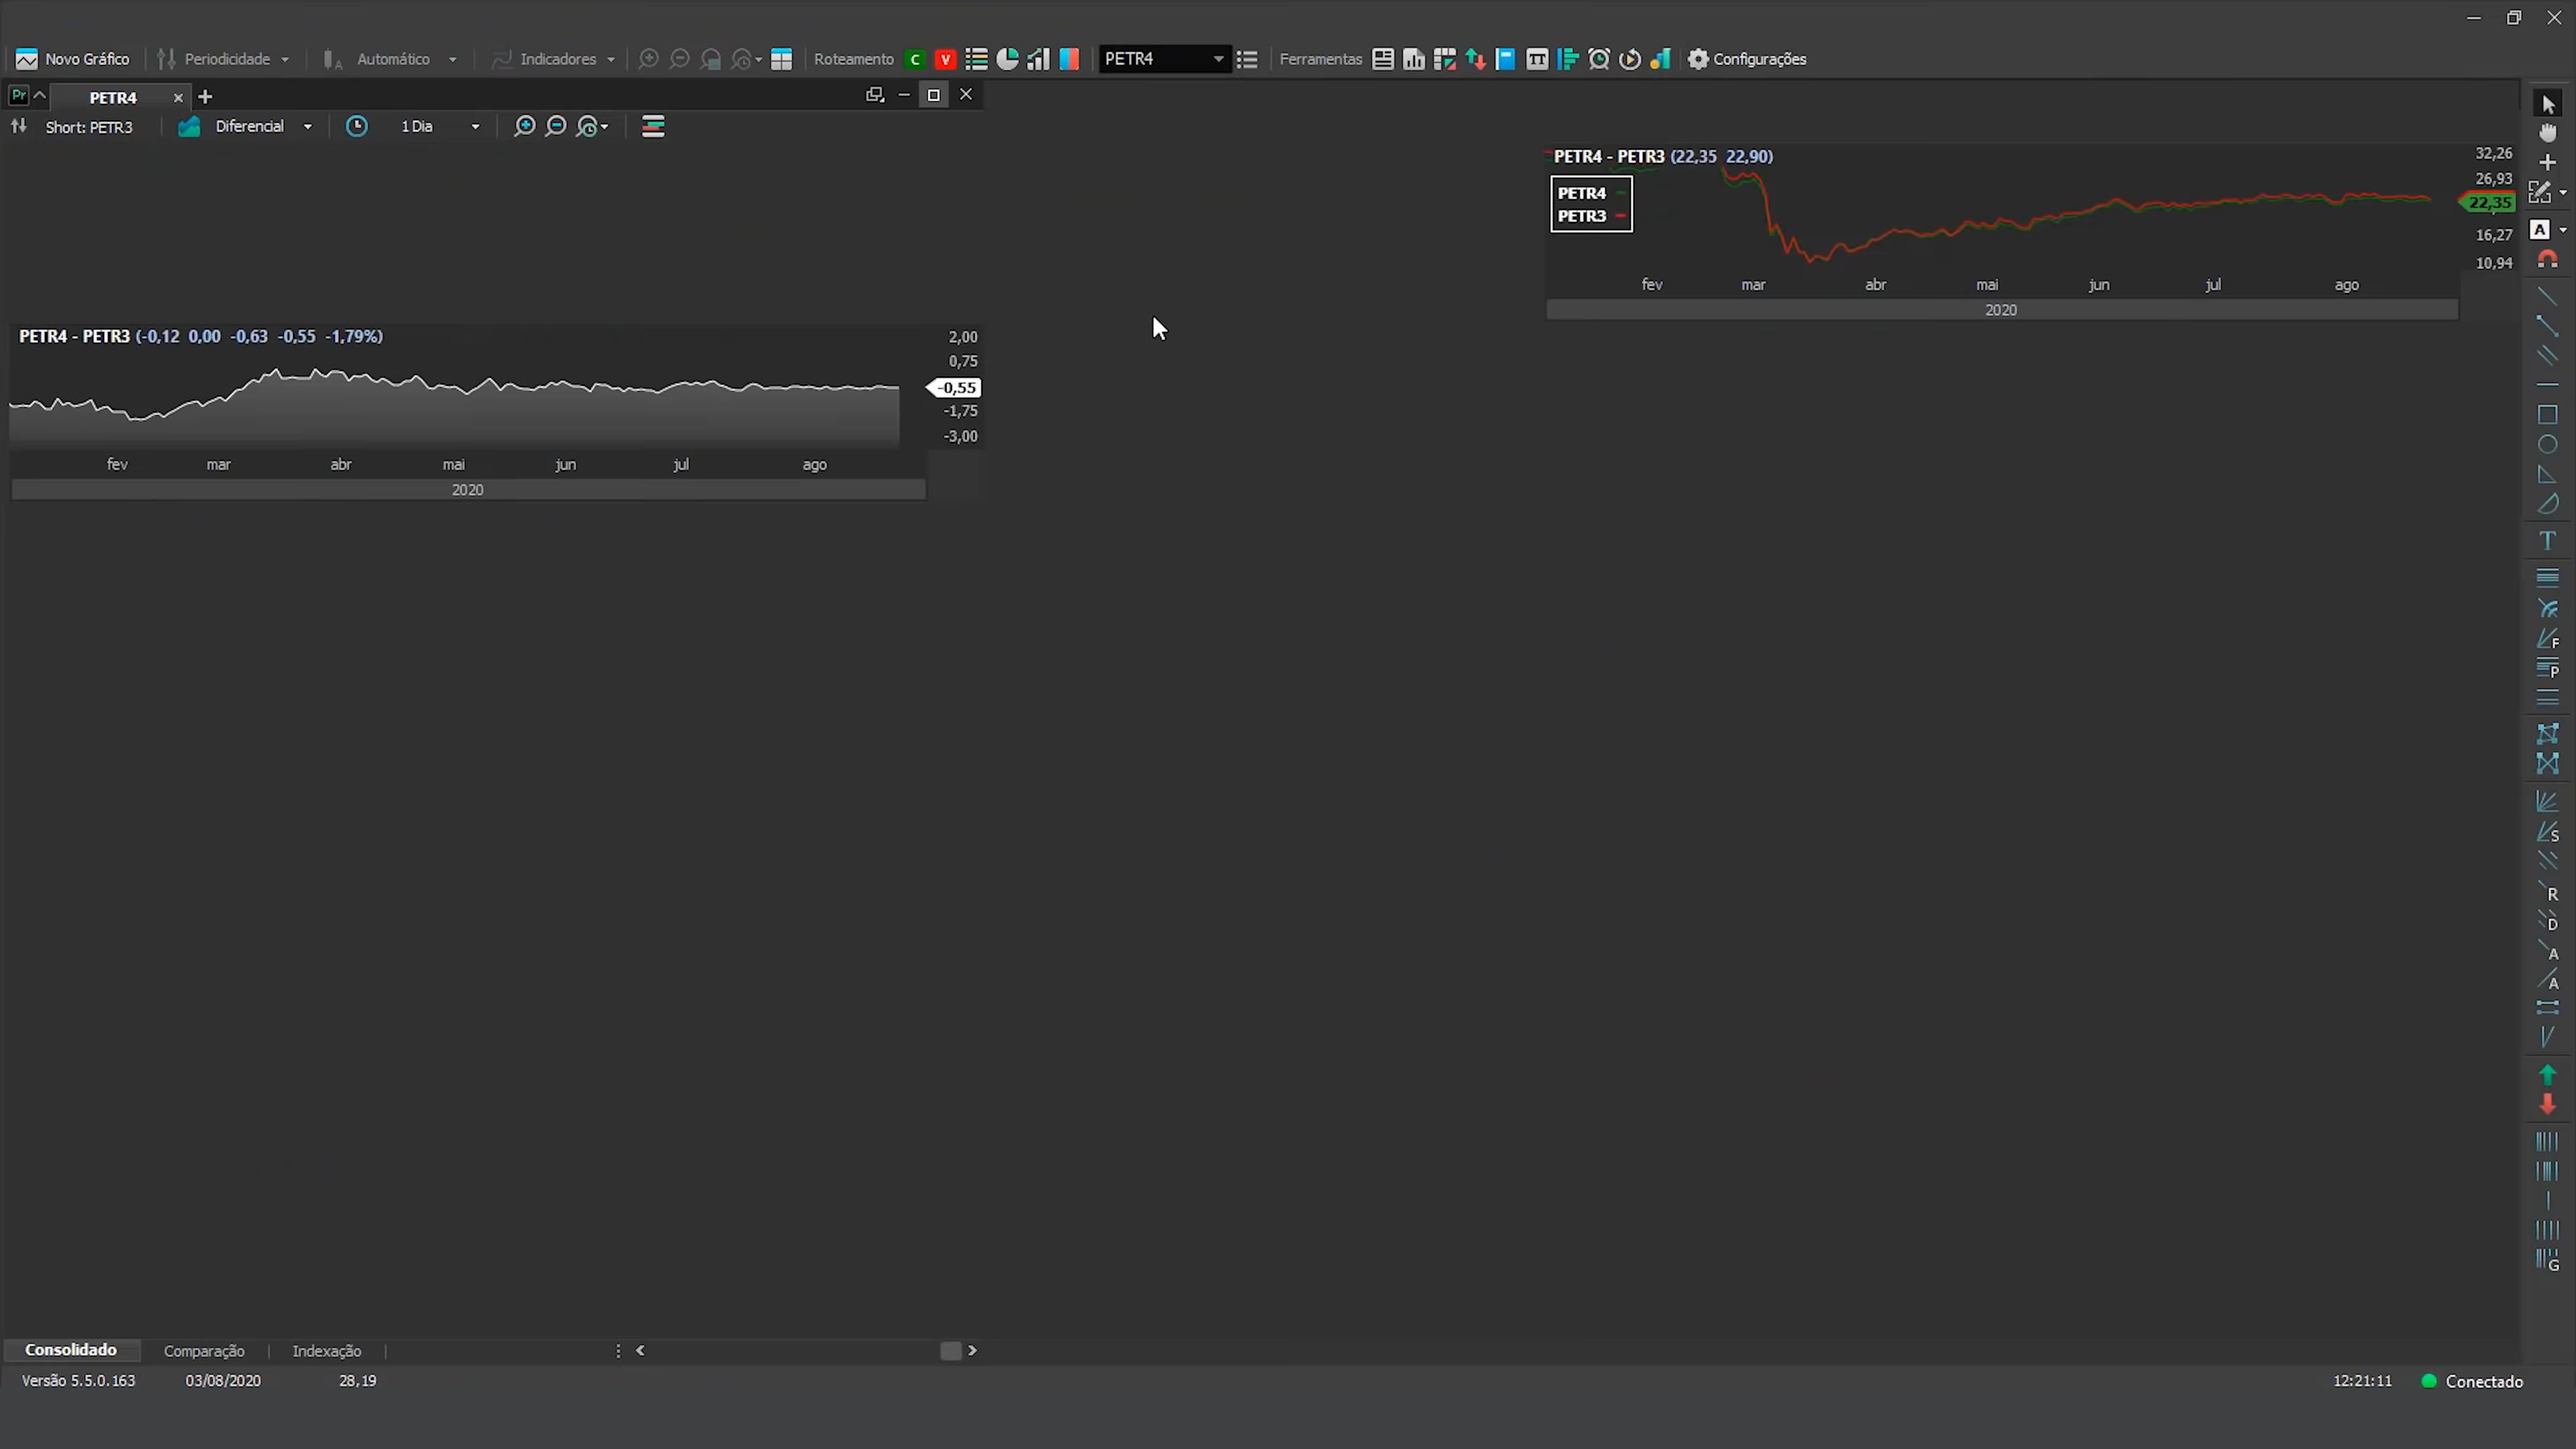 Novo Gráfico Periodicidade Automático Indicadores Roteamento C V PETR4 Ferramentas TT Configurações
Pr PETR4
Short: PETR3 Diferencial 1 Dia
PETR4 - PETR3 (22,35 22,90)
PETR4
PETR3
32,26
26,93
22,35
16,27
10,94
fev mar abr mai jun jul ago
2020
PETR4 - PETR3 (-0,12 0,00 -0,63 -0,55 -1,79%)
2,00
0,75
-0,55
-1,75
-3,00
fev mar abr mai jun jul ago
2020
A
T
F
P
S
R
D
A
A
G
Consolidado Comparação Indexação
Versão 5.5.0.163 03/08/2020 28,19 12:21:11 Conectado